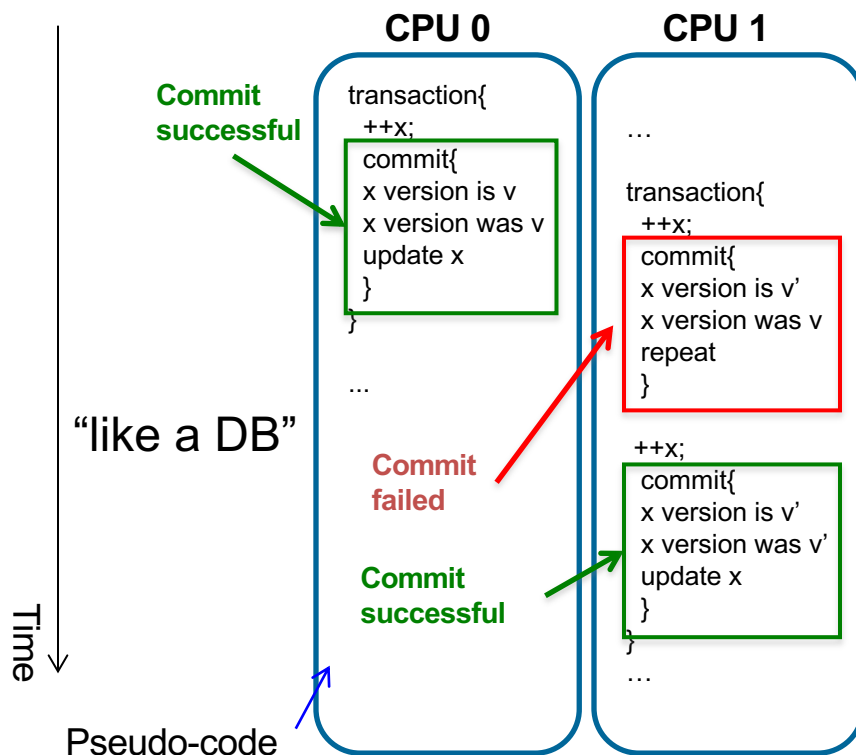 CPU 0
CPU 1
Commit
successful
transaction{
++x;
commit{
x version is v
x version was v
update x
}
}
...
…
transaction{
++x;
commit{
x version is v’
x version was v
repeat
}
++x;
commit{
x version is v’
x version was v’
update x
}
}
…
“like a DB”
Commit
failed
Commit
successful
Time
Pseudo-code